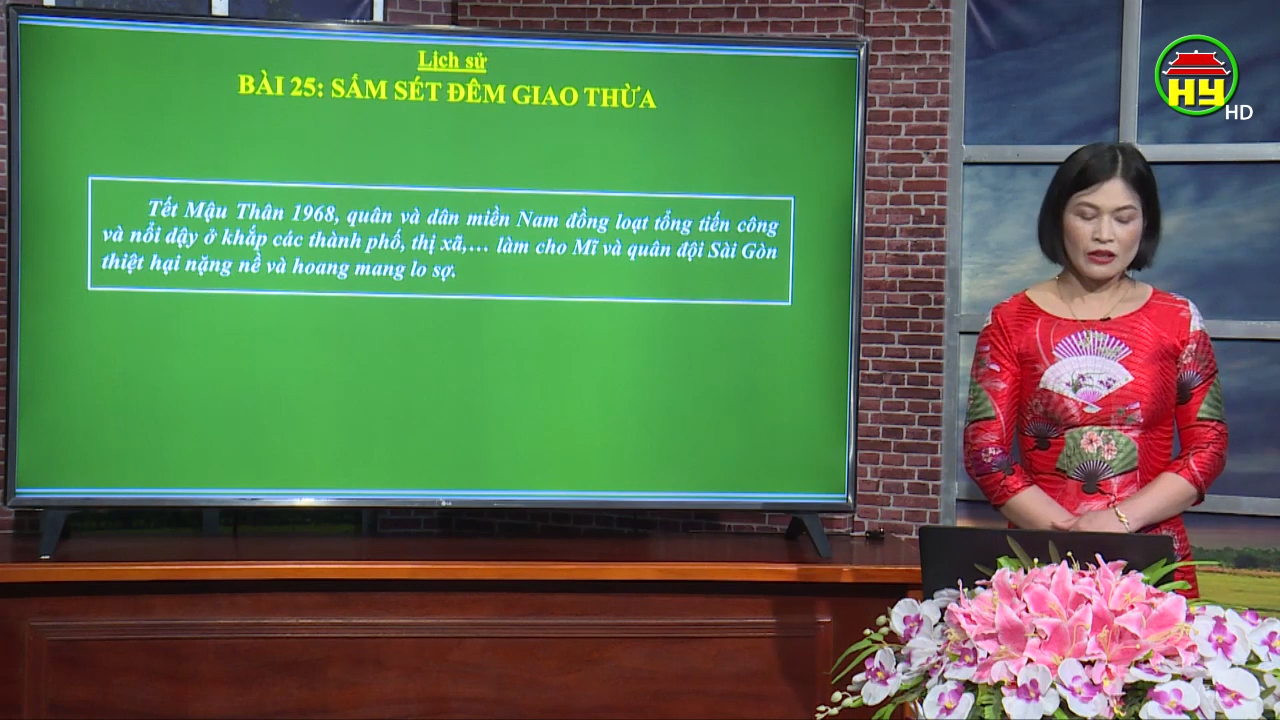 Lịch sử
BÀI 25: SẤM SÉT ĐÊM GIAO THỪA
Tết Mậu Thân 1968, quân và dân miền Nam đồng loạt tổng tiến công
và nổi dậy ở khắp các thành phố, thị xã,... làm cho Mĩ và quân đội Sài Gòn
thiệt hại nặng nề và hoang mang lo sợ.
HY
HD
LG